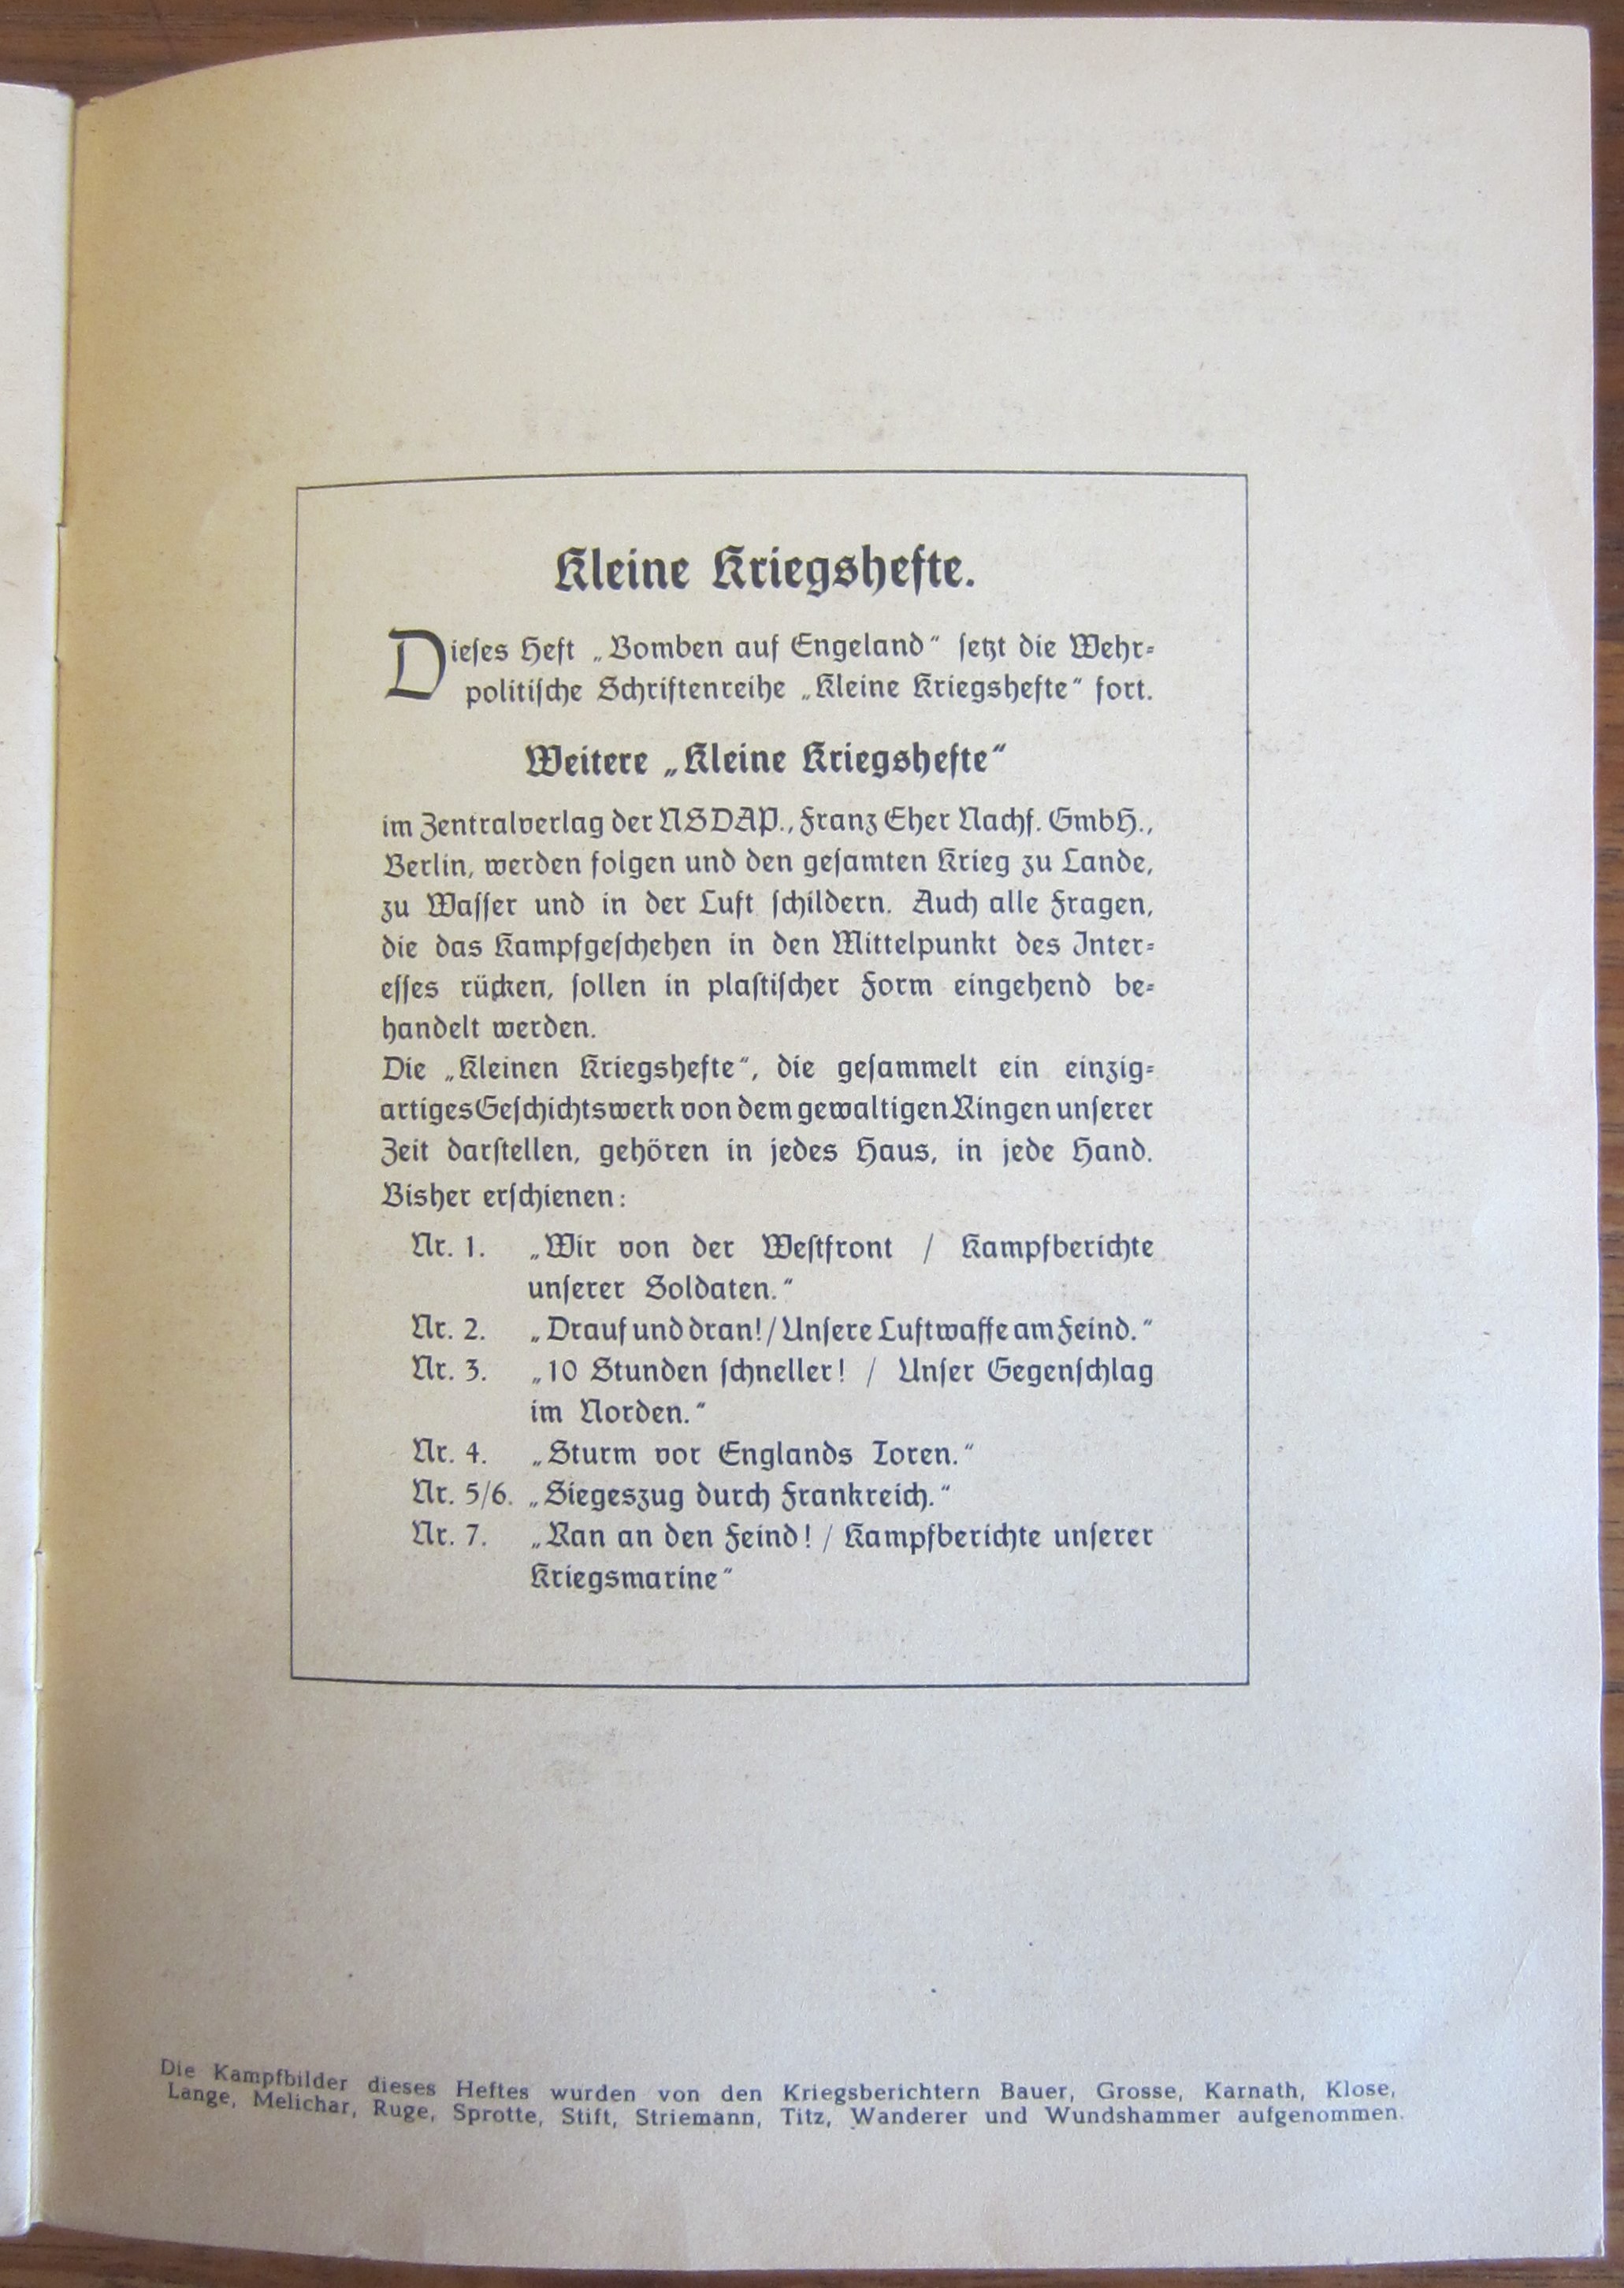 Kleine Kriegshefte.
Dieses Heft „Bomben auf Engeland“ setzt die Wehr-
politische Schriftenreihe „Kleine Kriegshefte“ fort.
Weitere „Kleine Kriegshefte“
im Zentralverlag der NSDAP., Franz Eher Nachf. GmbH.,
Berlin, werden folgen und den gesamten Krieg zu Lande,
zu Wasser und in der Luft schildern. Auch alle Fragen,
die das Kampfgeschehen in den Mittelpunkt des Inter-
esses rücken, sollen in plastischer Form eingehend be-
handelt werden.
Die „Kleinen Kriegshefte“, die gesammelt ein einzig-
artiges Geschichtswerk von dem gewaltigen Ringen unserer
Zeit darstellen, gehören in jedes Haus, in jede Hand.
Bisher erschienen:
Nr. 1. „Wir von der Westfront / Kampfberichte
unserer Soldaten.“
Nr. 2. „Drauf und dran! / Unsere Luftwaffe am Feind.“
Nr. 3. „10 Stunden schneller! / Unser Gegenschlag
im Norden.“
Nr. 4. „Sturm vor Englands Toren.“
Nr. 5/6. „Siegeszug durch Frankreich.“
Nr. 7. „Ran an den Feind! / Kampfberichte unserer
Kriegsmarine“
Die Kampfbilder dieses Heftes wurden von den Kriegsberichtern Bauer, Grosse, Karnath, Klose,
Lange, Melichar, Ruge, Sprotte, Stift, Striemann, Titz, Wanderer und Wundshammer aufgenommen.